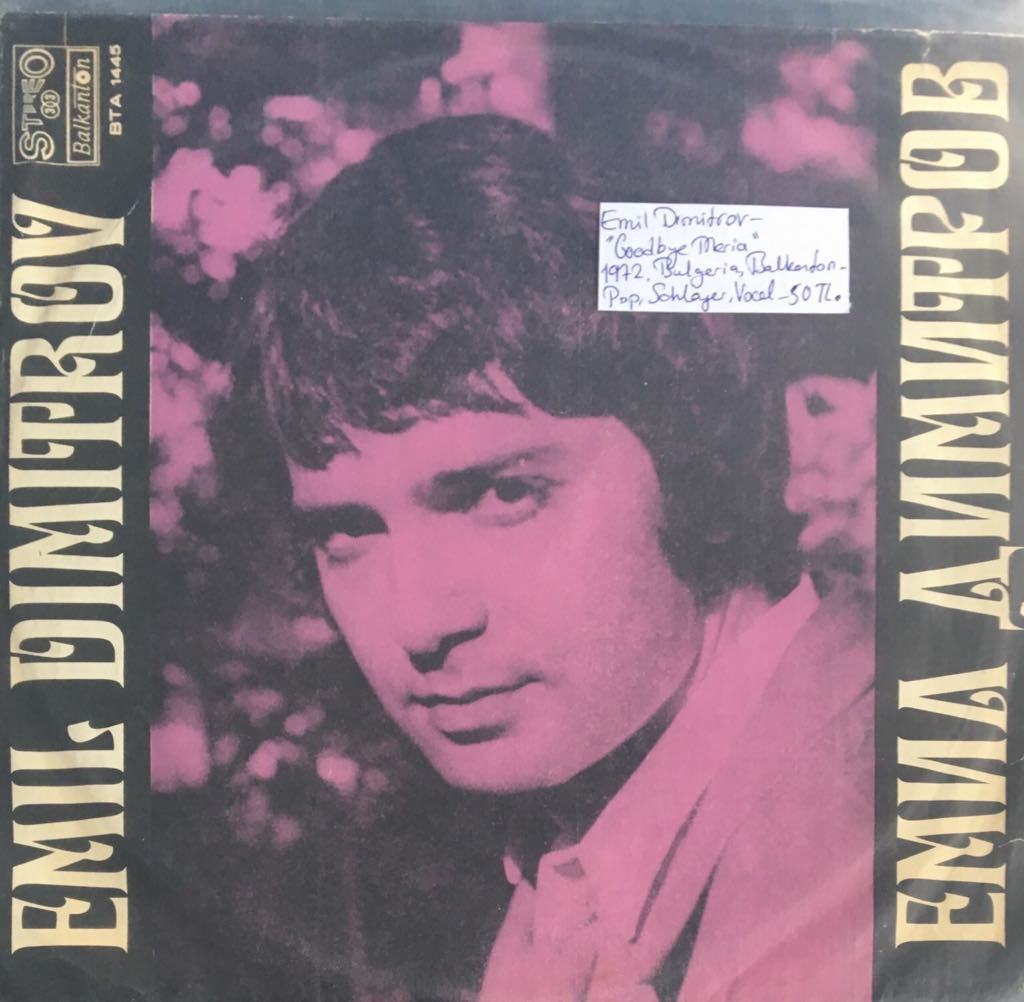 STEREO
33
Balkanton
BTA 1445
EMIL DIMITROV
Emil Dimitrov-
"Goodbye Maria"
1972, Bulgaria, Balkanton-
Pop, Schlager, Vocal - 50 TL.
ЕМИЛ ДИМИТРОВ